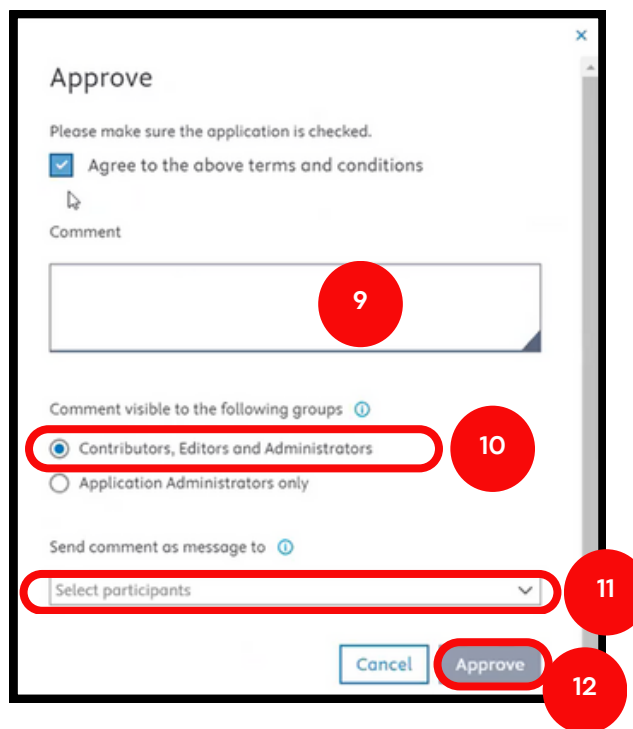 ×
Approve
Please make sure the application is checked.
Agree to the above terms and conditions
Comment
9
Comment visible to the following groups
Contributors, Editors and Administrators
10
Application Administrators only
Send comment as message to
Select participants
11
Cancel
Approve
12